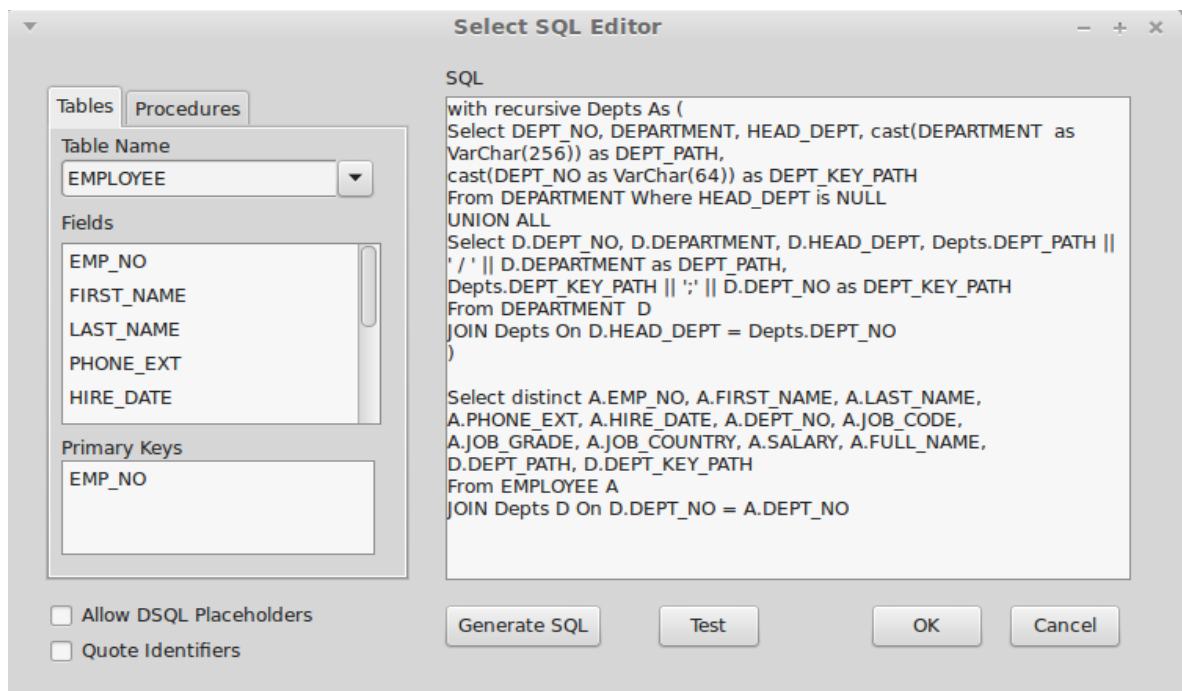 Select SQL Editor
Tables
Procedures
Table Name
EMPLOYEE
Fields
EMP_NO
FIRST_NAME
LAST_NAME
PHONE_EXT
HIRE_DATE
Primary Keys
EMP_NO
Allow DSQL Placeholders
Quote Identifiers
SQL
with recursive Depts As (
Select DEPT_NO, DEPARTMENT, HEAD_DEPT, cast(DEPARTMENT  as
VarChar(256)) as DEPT_PATH,
cast(DEPT_NO as VarChar(64)) as DEPT_KEY_PATH
From DEPARTMENT Where HEAD_DEPT is NULL
UNION ALL
Select D.DEPT_NO, D.DEPARTMENT, D.HEAD_DEPT, Depts.DEPT_PATH ||
' / ' || D.DEPARTMENT as DEPT_PATH,
Depts.DEPT_KEY_PATH || ';' || D.DEPT_NO as DEPT_KEY_PATH
From DEPARTMENT  D
JOIN Depts On D.HEAD_DEPT = Depts.DEPT_NO
)
Select distinct A.EMP_NO, A.FIRST_NAME, A.LAST_NAME,
A.PHONE_EXT, A.HIRE_DATE, A.DEPT_NO, A.JOB_CODE,
A.JOB_GRADE, A.JOB_COUNTRY, A.SALARY, A.FULL_NAME,
D.DEPT_PATH, D.DEPT_KEY_PATH
From EMPLOYEE A
JOIN Depts D On D.DEPT_NO = A.DEPT_NO
Generate SQL
Test
OK
Cancel